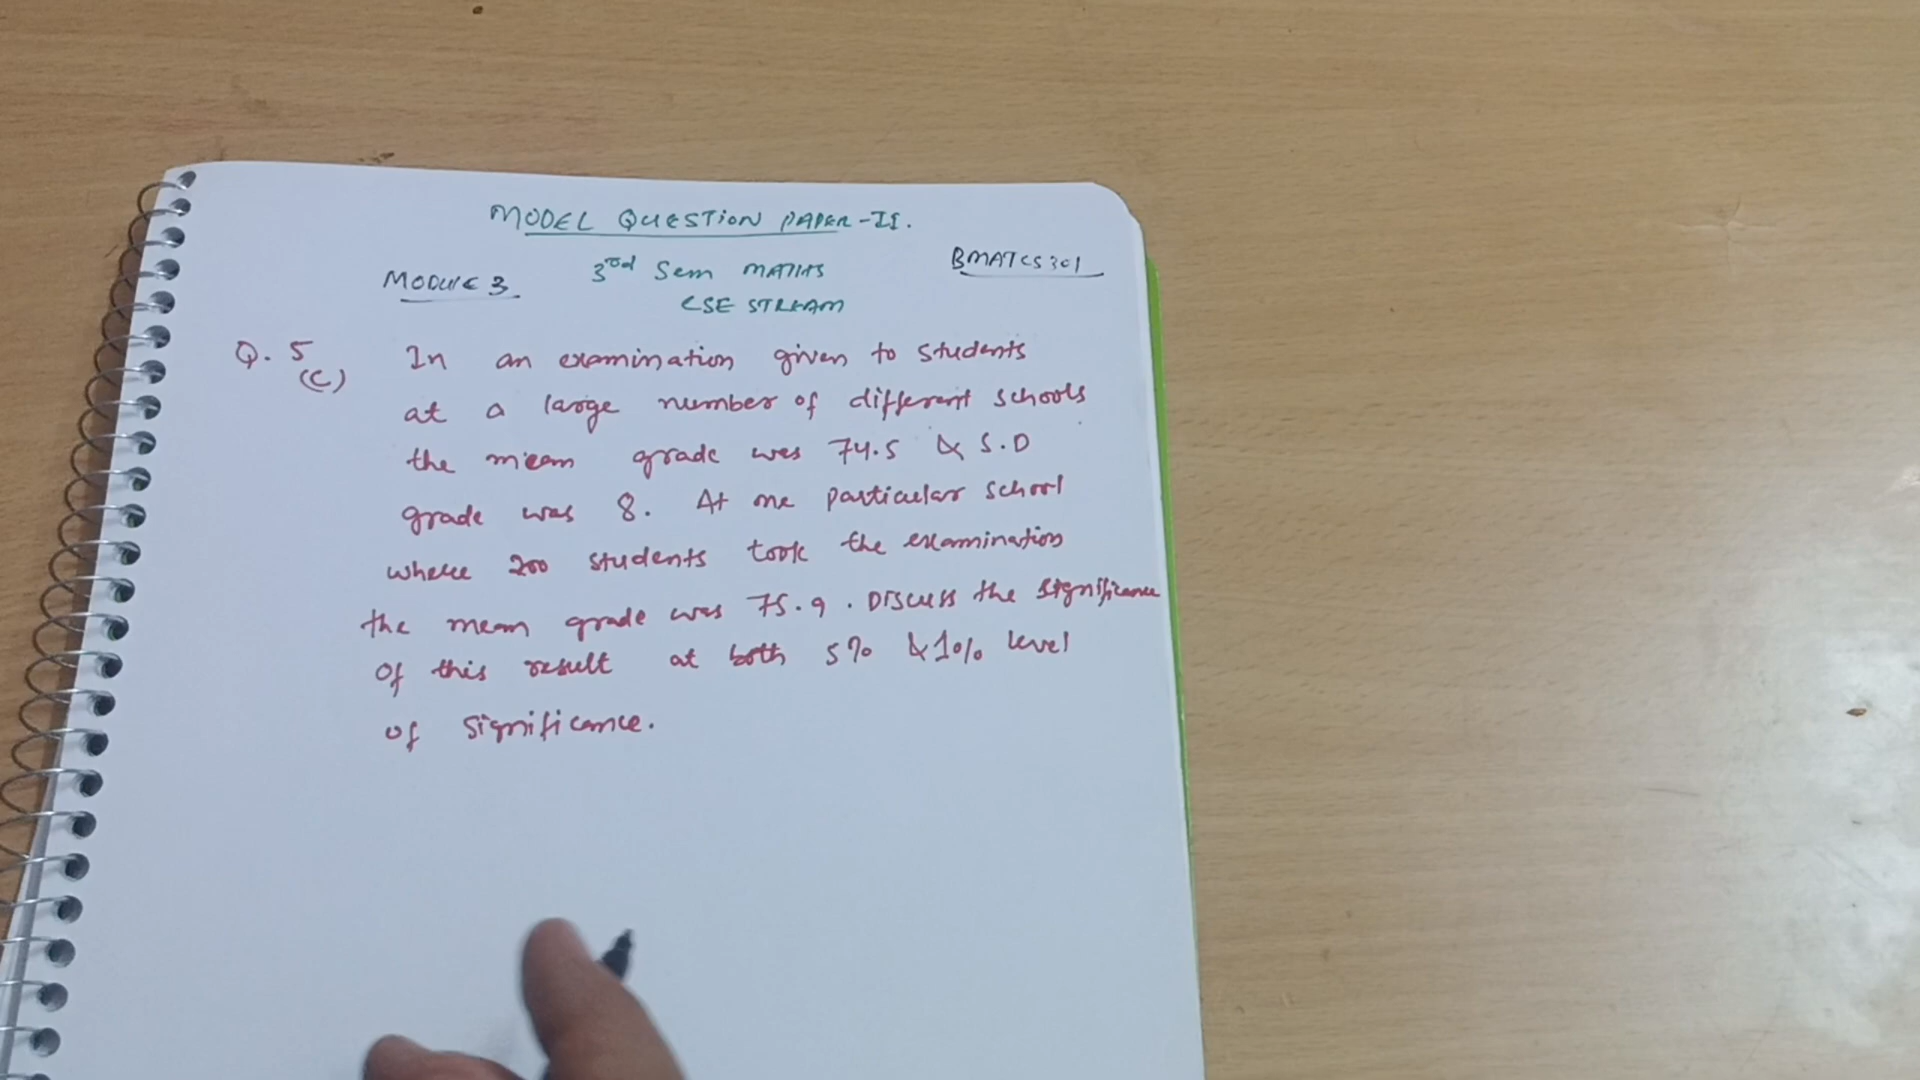 MODEL QUESTION PAPER-II.
BMATCS301
MODULE 3
3rd Sem MATHS
CSE STREAM
Q. 5
(C)
In an examination given to students
at a large number of different schools
the mean grade was 74.5 & S.D
grade was 8. At one particular school
where 200 students took the examination
the mean grade was 75.9. Discuss the significance
of this result at both 5% & 1% level
of significance.